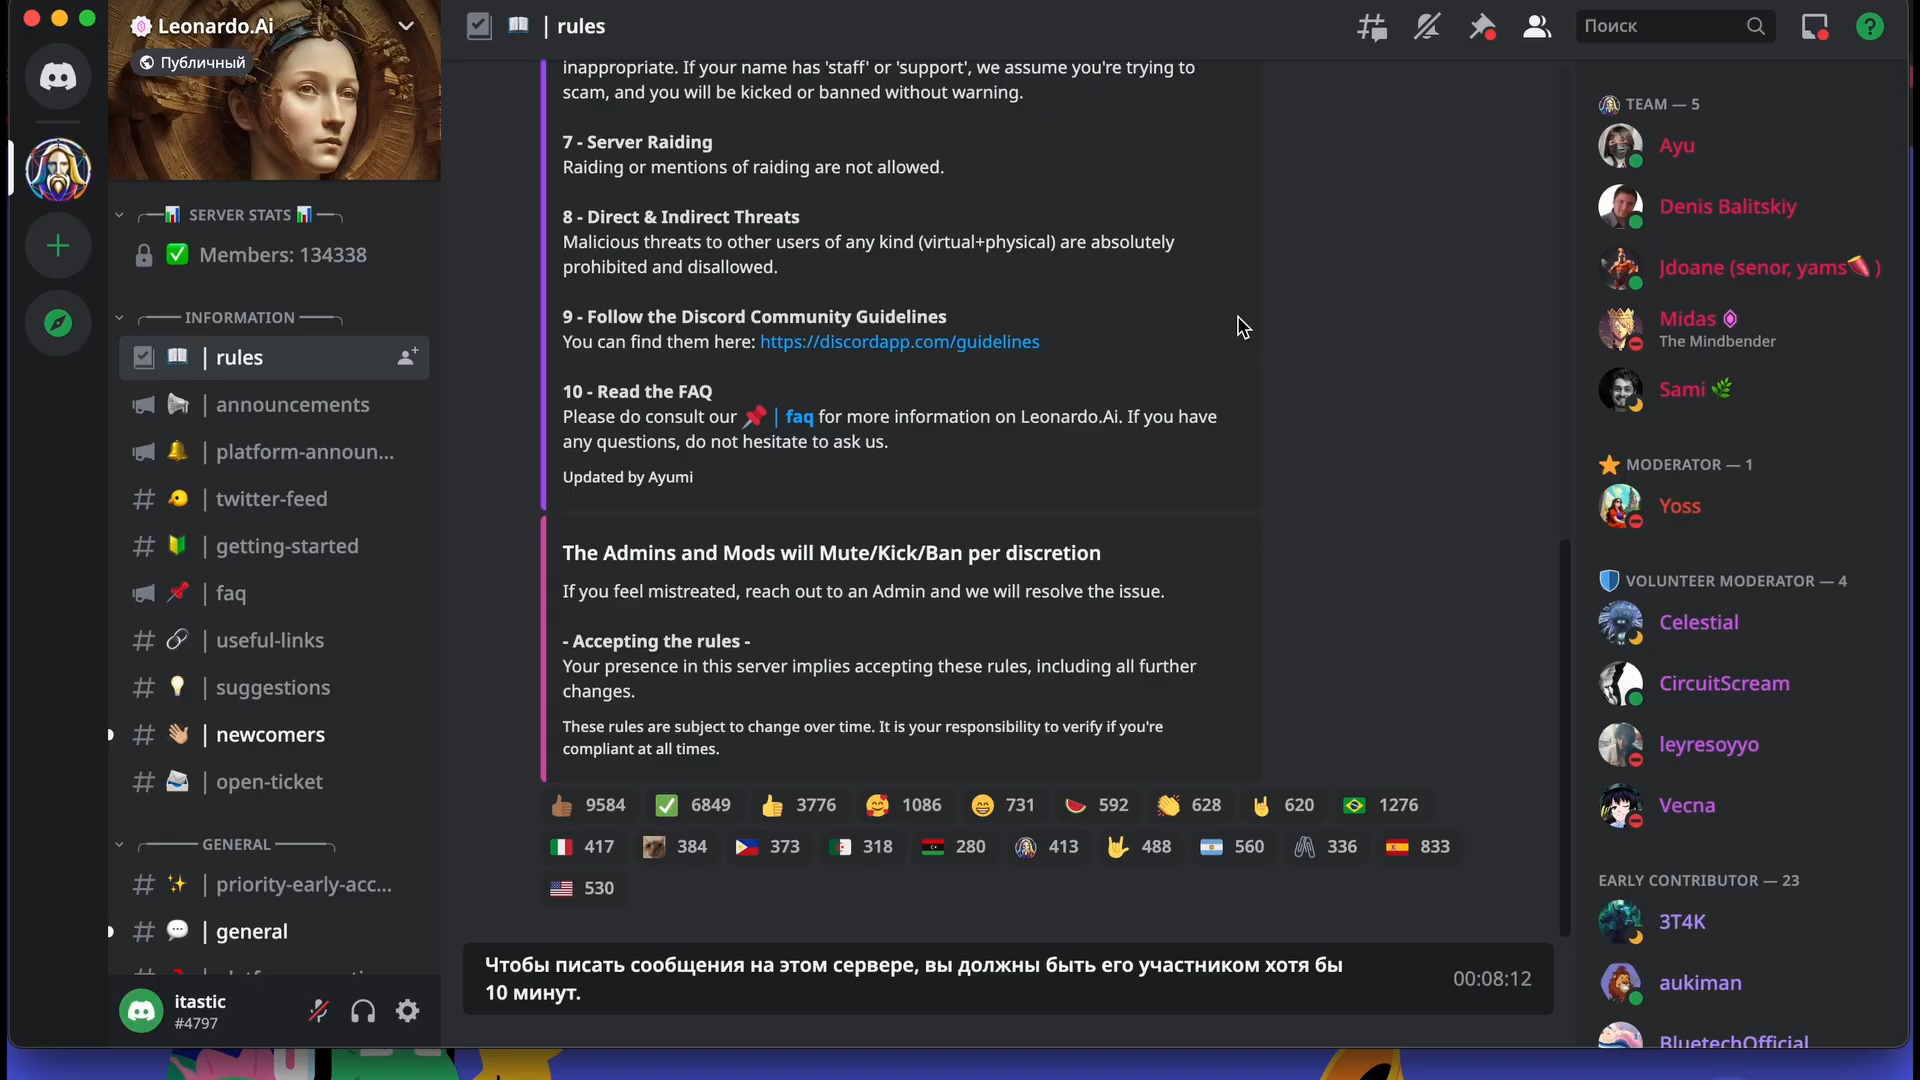 Leonardo.Ai
Публичный
SERVER STATS
Members: 134338
INFORMATION
| rules
| announcements
| platform-announ...
| twitter-feed
| getting-started
| faq
| useful-links
| suggestions
| newcomers
| open-ticket
GENERAL
| priority-early-acc...
| general
itastic
#4797
| rules
Поиск
inappropriate. If your name has 'staff' or 'support', we assume you're trying to
scam, and you will be kicked or banned without warning.
7 - Server Raiding
Raiding or mentions of raiding are not allowed.
8 - Direct & Indirect Threats
Malicious threats to other users of any kind (virtual+physical) are absolutely
prohibited and disallowed.
9 - Follow the Discord Community Guidelines
You can find them here: https://discordapp.com/guidelines
10 - Read the FAQ
Please do consult our | faq for more information on Leonardo.Ai. If you have
any questions, do not hesitate to ask us.
Updated by Ayumi
The Admins and Mods will Mute/Kick/Ban per discretion
If you feel mistreated, reach out to an Admin and we will resolve the issue.
- Accepting the rules -
Your presence in this server implies accepting these rules, including all further
changes.
These rules are subject to change over time. It is your responsibility to verify if you're
compliant at all times.
9584 6849 3776 1086 731 592 628 620 1276
417 384 373 318 280 413 488 560 336 833
530
Чтобы писать сообщения на этом сервере, вы должны быть его участником хотя бы
10 минут.
00:08:12
TEAM — 5
Ayu
Denis Balitskiy
Jdoane (senor, yams🍠)
Midas
The Mindbender
Sami
MODERATOR — 1
Yoss
VOLUNTEER MODERATOR — 4
Celestial
CircuitScream
leyresoyyo
Vecna
EARLY CONTRIBUTOR — 23
3T4K
aukiman
BluetechOfficial